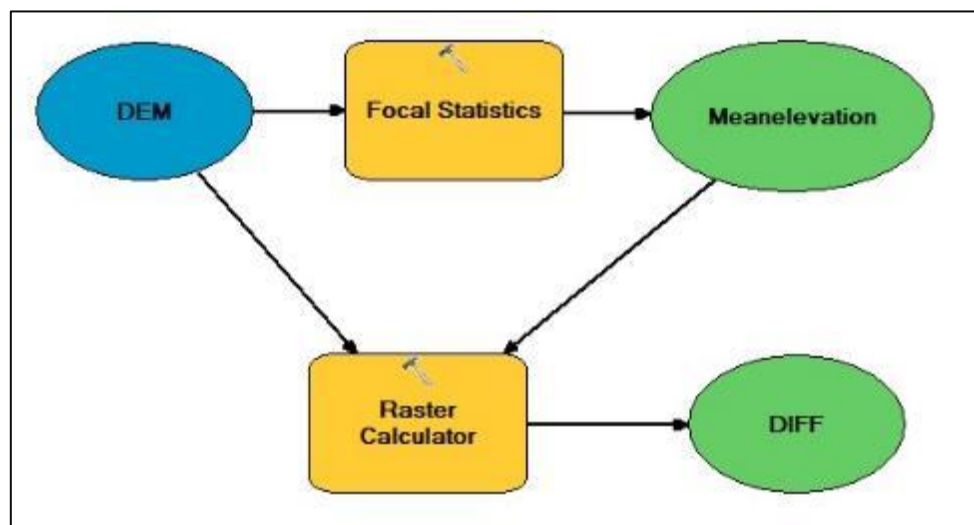 DEM
Focal Statistics
Meanelevation
Raster
Calculator
DIFF